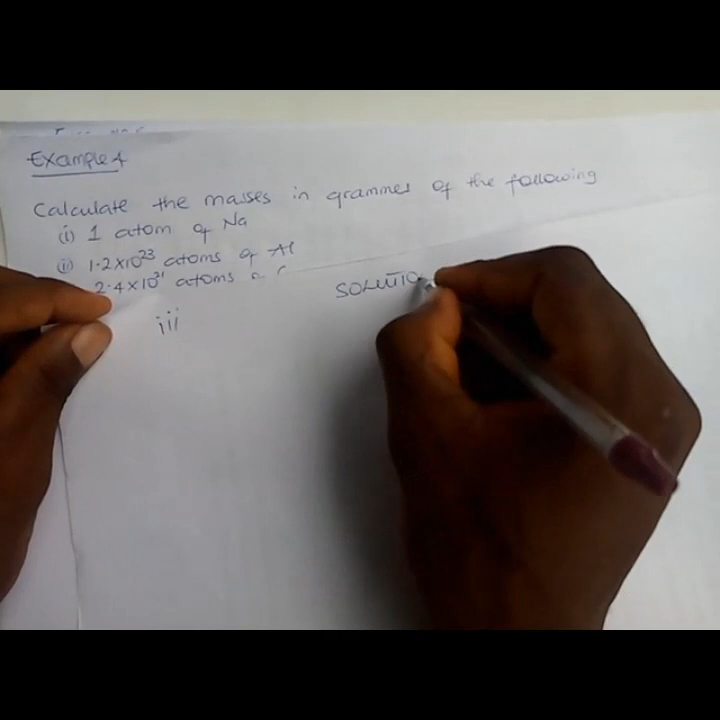 Example 4
Calculate the masses in grammes of the following
(i) 1 atom of Na
(ii) 1.2×10²³ atoms of Al
2.4×10²¹ atoms
SOLUTIO
iii